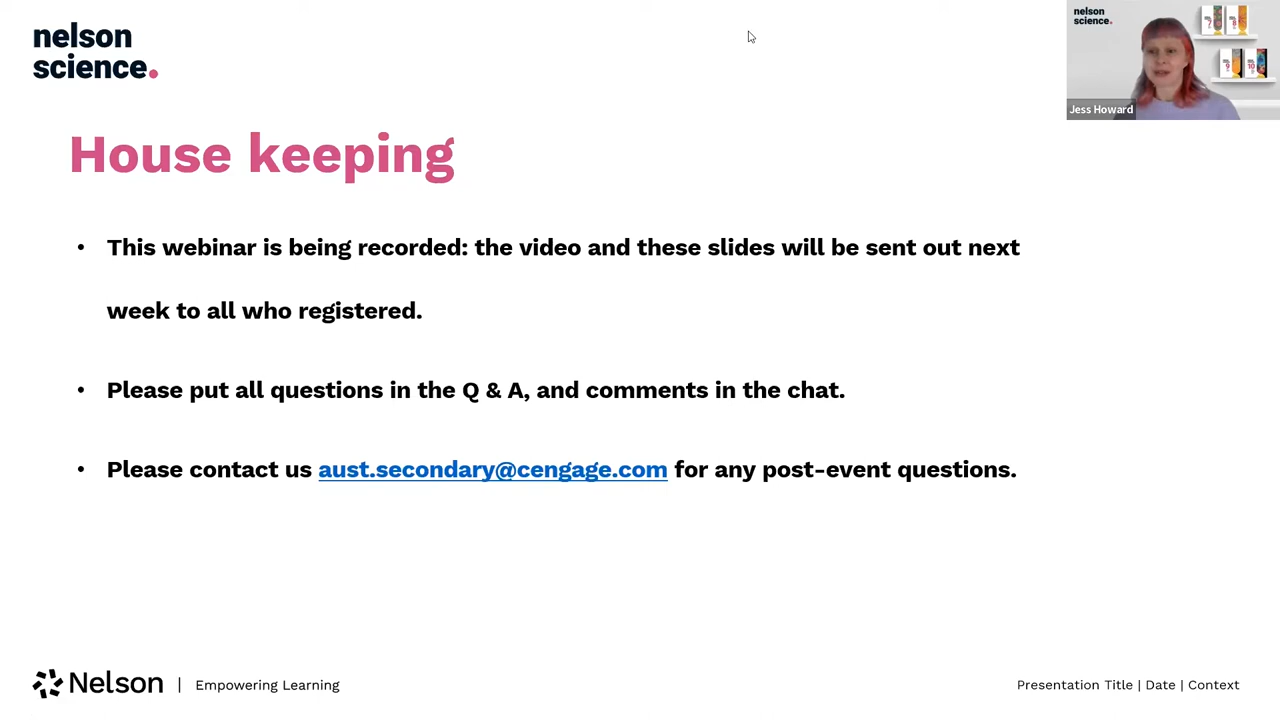 nelson
science.
nelson
science.
Jess Howard
House keeping
• This webinar is being recorded: the video and these slides will be sent out next
week to all who registered.
• Please put all questions in the Q & A, and comments in the chat.
• Please contact us aust.secondary@cengage.com for any post-event questions.
Nelson | Empowering Learning
Presentation Title | Date | Context